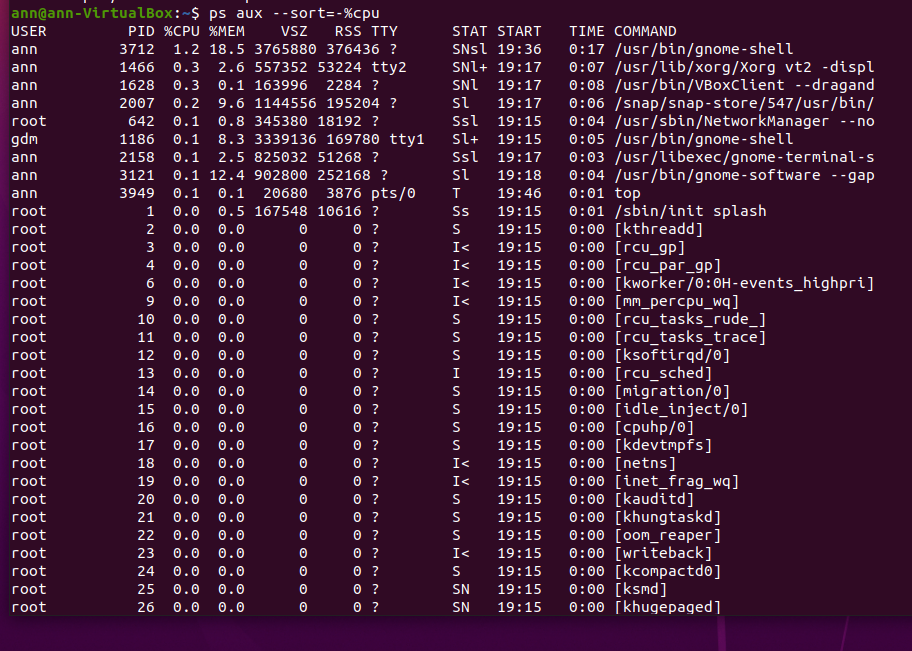 ann@ann-VirtualBox:~$ ps aux --sort=-%cpu
USER PID %CPU %MEM VSZ RSS TTY STAT START TIME COMMAND
ann 3712 1.2 18.5 3765880 376436 ? SNsl 19:36 0:17 /usr/bin/gnome-shell
ann 1466 0.3 2.6 557352 53224 tty2 SNl+ 19:17 0:07 /usr/lib/xorg/Xorg vt2 -displ
ann 1628 0.3 0.1 163996 2284 ? SNl 19:17 0:08 /usr/bin/VBoxClient --dragand
ann 2007 0.2 9.6 1144556 195204 ? Sl 19:17 0:06 /snap/snap-store/547/usr/bin/
root 642 0.1 0.8 345380 18192 ? Ssl 19:15 0:04 /usr/sbin/NetworkManager --no
gdm 1186 0.1 8.3 3339136 169780 tty1 Sl+ 19:15 0:05 /usr/bin/gnome-shell
ann 2158 0.1 2.5 825032 51268 ? Ssl 19:17 0:03 /usr/libexec/gnome-terminal-s
ann 3121 0.1 12.4 902800 252168 ? Sl 19:18 0:04 /usr/bin/gnome-software --gap
ann 3949 0.1 0.1 20680 3876 pts/0 T 19:46 0:01 top
root 1 0.0 0.5 167548 10616 ? Ss 19:15 0:01 /sbin/init splash
root 2 0.0 0.0 0 0 ? S 19:15 0:00 [kthreadd]
root 3 0.0 0.0 0 0 ? I< 19:15 0:00 [rcu_gp]
root 4 0.0 0.0 0 0 ? I< 19:15 0:00 [rcu_par_gp]
root 6 0.0 0.0 0 0 ? I< 19:15 0:00 [kworker/0:0H-events_highpri]
root 9 0.0 0.0 0 0 ? I< 19:15 0:00 [mm_percpu_wq]
root 10 0.0 0.0 0 0 ? S 19:15 0:00 [rcu_tasks_rude_]
root 11 0.0 0.0 0 0 ? S 19:15 0:00 [rcu_tasks_trace]
root 12 0.0 0.0 0 0 ? S 19:15 0:00 [ksoftirqd/0]
root 13 0.0 0.0 0 0 ? I 19:15 0:00 [rcu_sched]
root 14 0.0 0.0 0 0 ? S 19:15 0:00 [migration/0]
root 15 0.0 0.0 0 0 ? S 19:15 0:00 [idle_inject/0]
root 16 0.0 0.0 0 0 ? S 19:15 0:00 [cpuhp/0]
root 17 0.0 0.0 0 0 ? S 19:15 0:00 [kdevtmpfs]
root 18 0.0 0.0 0 0 ? I< 19:15 0:00 [netns]
root 19 0.0 0.0 0 0 ? I< 19:15 0:00 [inet_frag_wq]
root 20 0.0 0.0 0 0 ? S 19:15 0:00 [kauditd]
root 21 0.0 0.0 0 0 ? S 19:15 0:00 [khungtaskd]
root 22 0.0 0.0 0 0 ? S 19:15 0:00 [oom_reaper]
root 23 0.0 0.0 0 0 ? I< 19:15 0:00 [writeback]
root 24 0.0 0.0 0 0 ? S 19:15 0:00 [kcompactd0]
root 25 0.0 0.0 0 0 ? SN 19:15 0:00 [ksmd]
root 26 0.0 0.0 0 0 ? SN 19:15 0:00 [khugepaged]